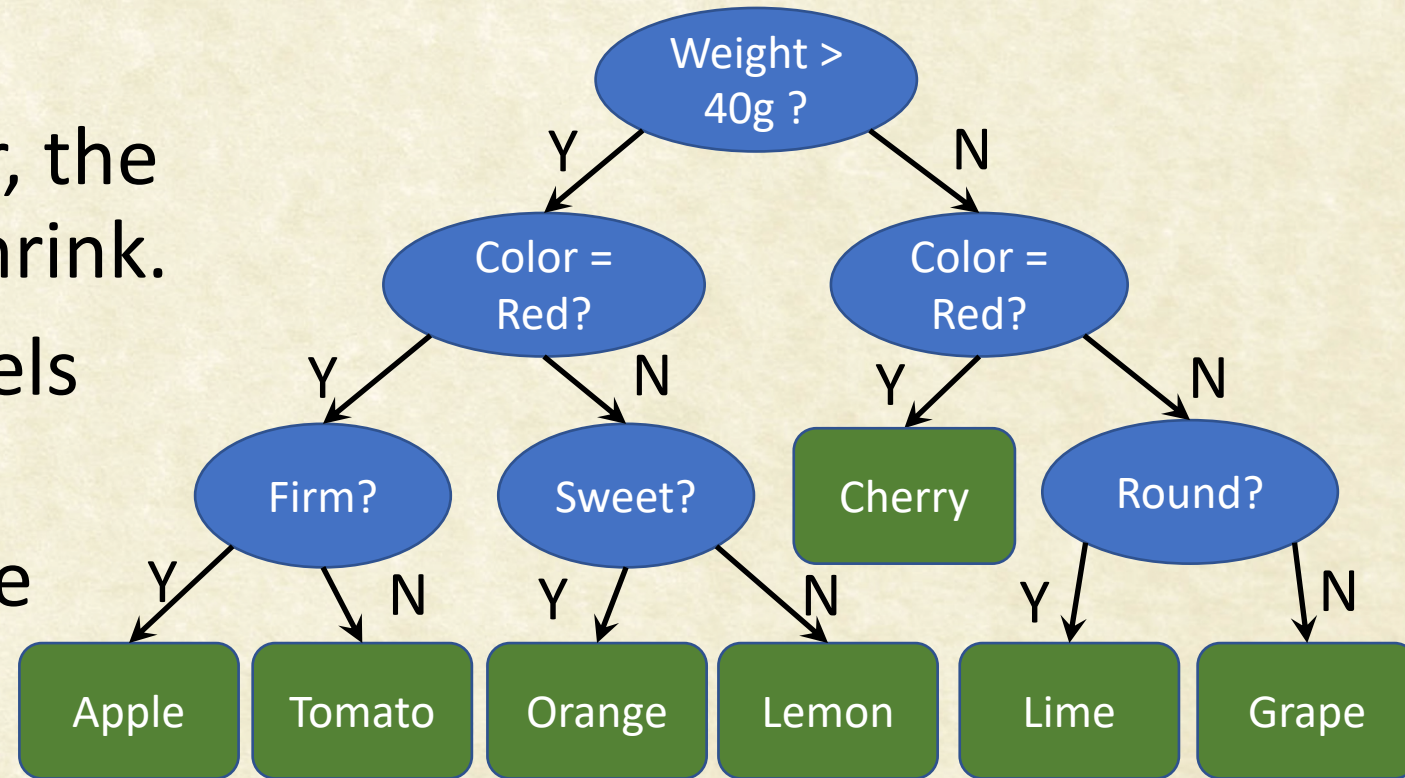 Weight >
40g ?
Y
N
r, the
hrink.
Color =
Red?
Color =
Red?
els
Y
N
Y
N
Firm?
Sweet?
Cherry
Round?
e
Y
N
Y
N
Y
N
Apple
Tomato
Orange
Lemon
Lime
Grape